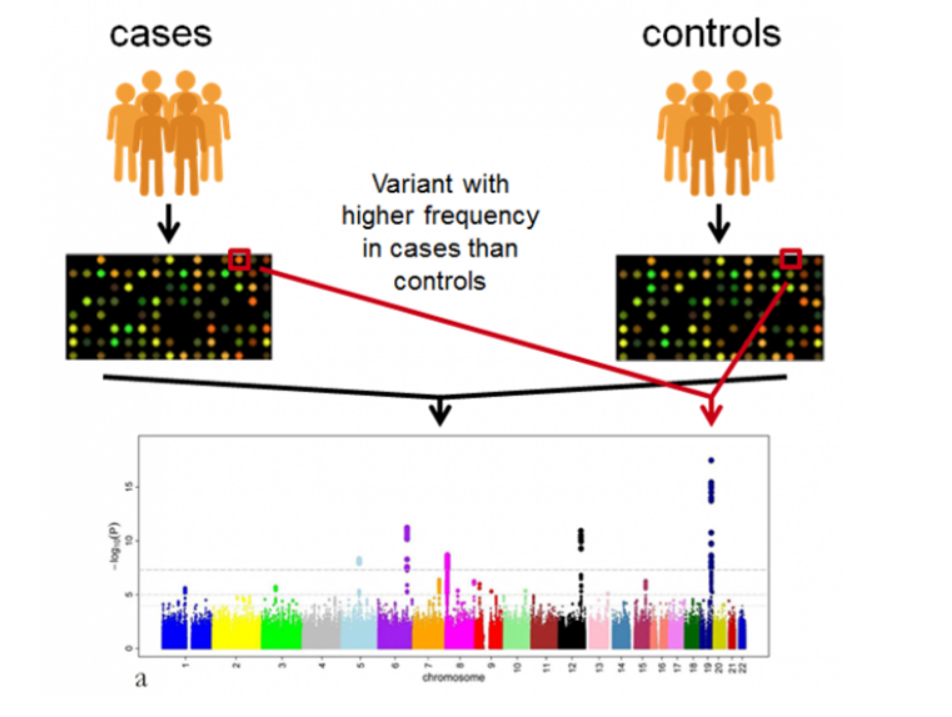 cases
controls
Variant with
higher frequency
in cases than
controls
15
10
5
0
−log₁₀(P)
1 2 3 4 5 6 7 8 9 10 11 12 13 14 15 16 17 18 19 20 21 22
chromosome
a